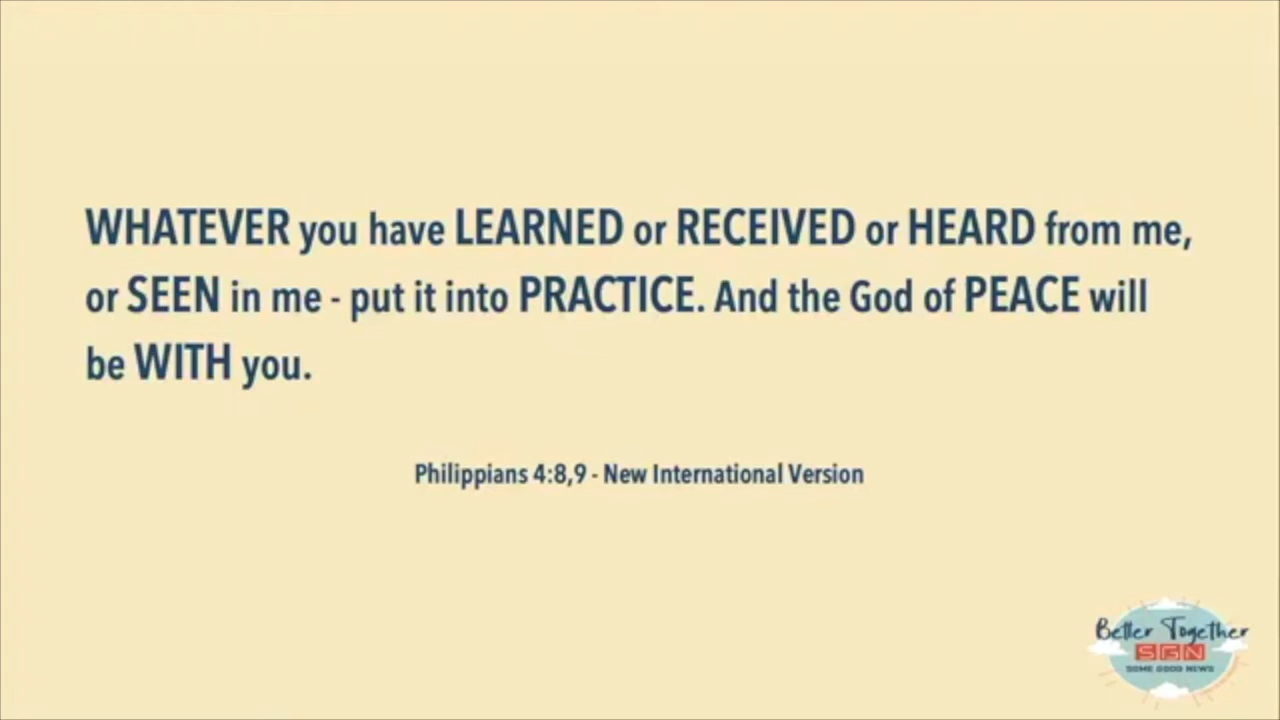 WHATEVER you have LEARNED or RECEIVED or HEARD from me,
or SEEN in me - put it into PRACTICE. And the God of PEACE will
be WITH you.
Philippians 4:8,9 - New International Version
Better Together
SGN
SOME GOOD NEWS